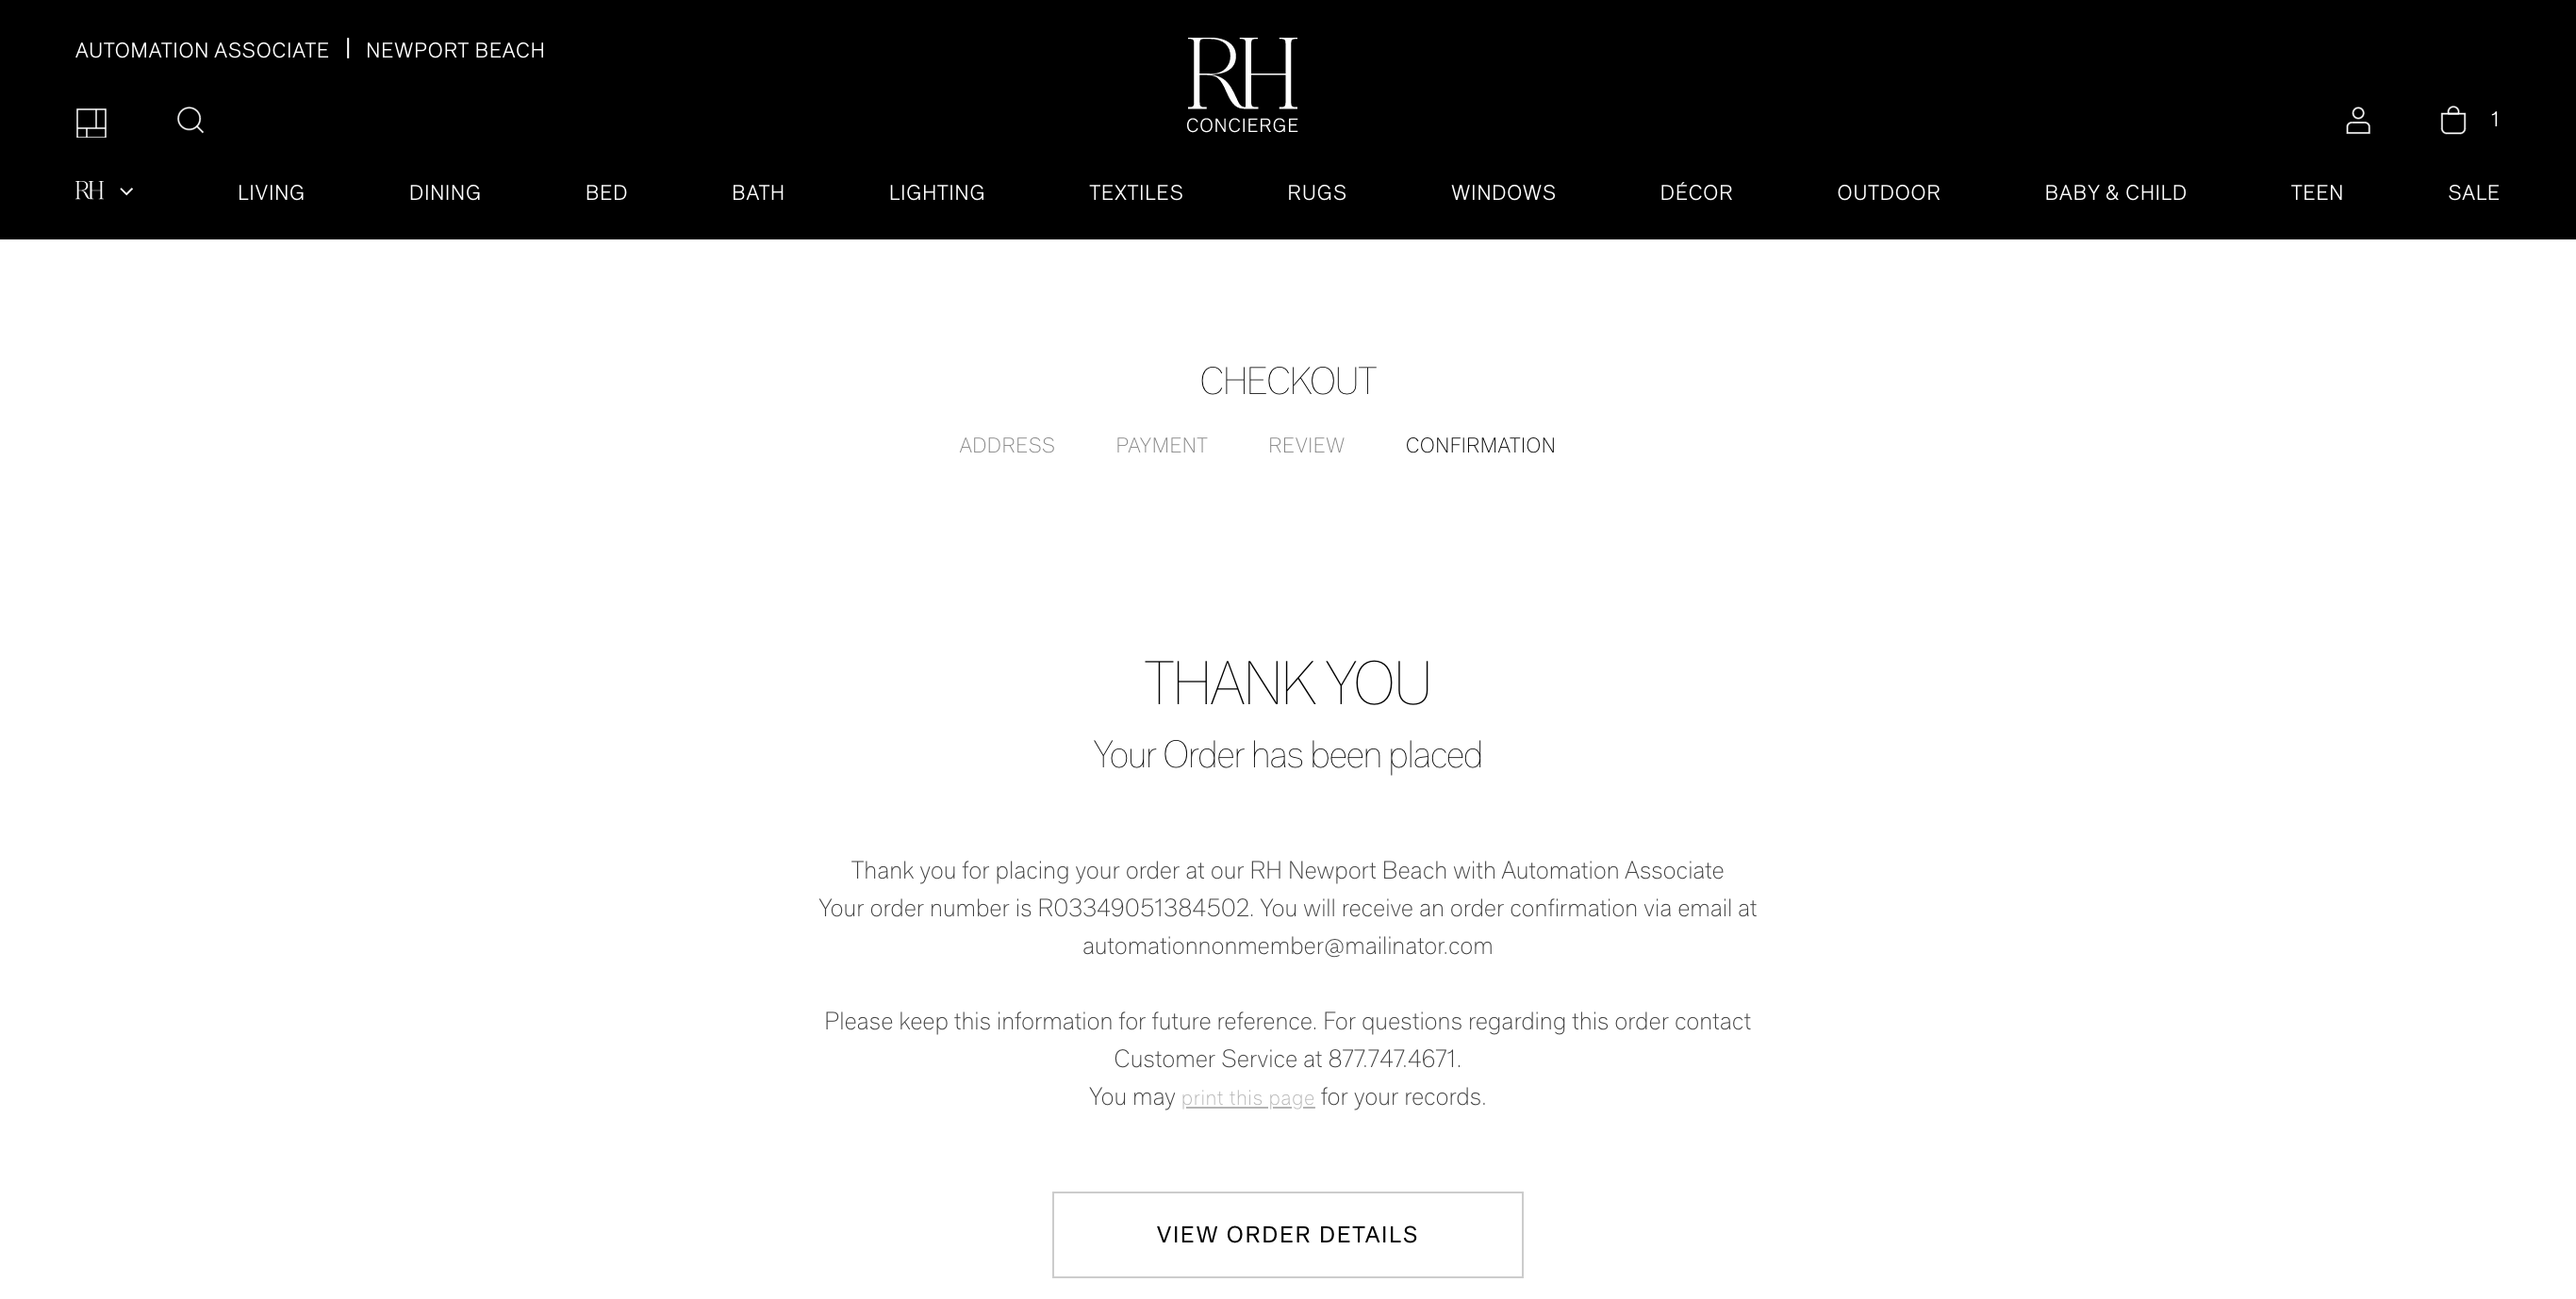 AUTOMATION ASSOCIATE | NEWPORT BEACH
RH
CONCIERGE
1
RH LIVING DINING BED BATH LIGHTING TEXTILES RUGS WINDOWS DÉCOR OUTDOOR BABY & CHILD TEEN SALE
CHECKOUT
ADDRESS PAYMENT REVIEW CONFIRMATION
THANK YOU
Your Order has been placed
Thank you for placing your order at our RH Newport Beach with Automation Associate
Your order number is R03349051384502. You will receive an order confirmation via email at
automationnonmember@mailinator.com
Please keep this information for future reference. For questions regarding this order contact
Customer Service at 877.747.4671.
You may print this page for your records.
VIEW ORDER DETAILS